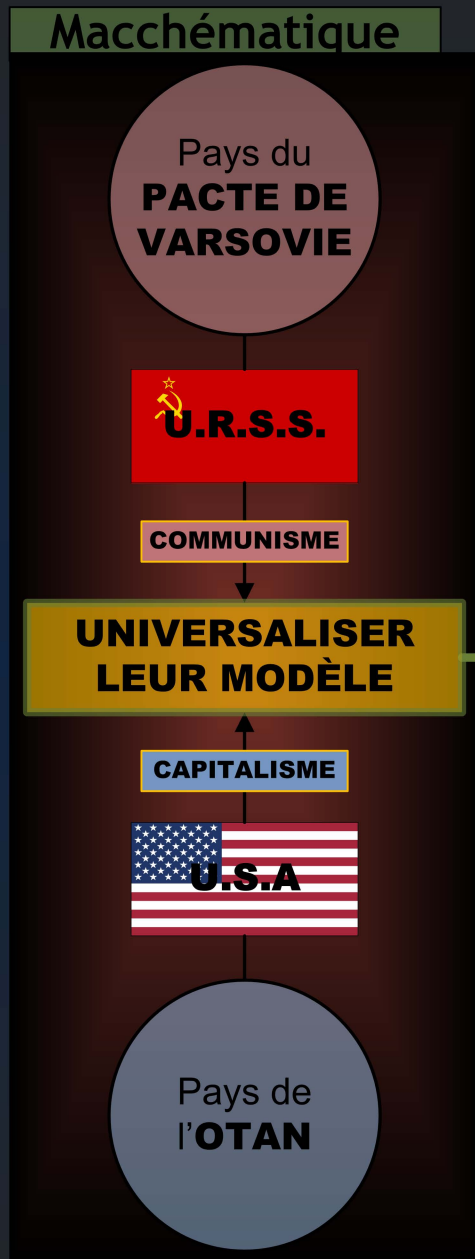 Macchématique
Pays du
PACTE DE
VARSOVIE
U.R.S.S.
COMMUNISME
UNIVERSALISER
LEUR MODÈLE
CAPITALISME
U.S.A
Pays de
l'OTAN